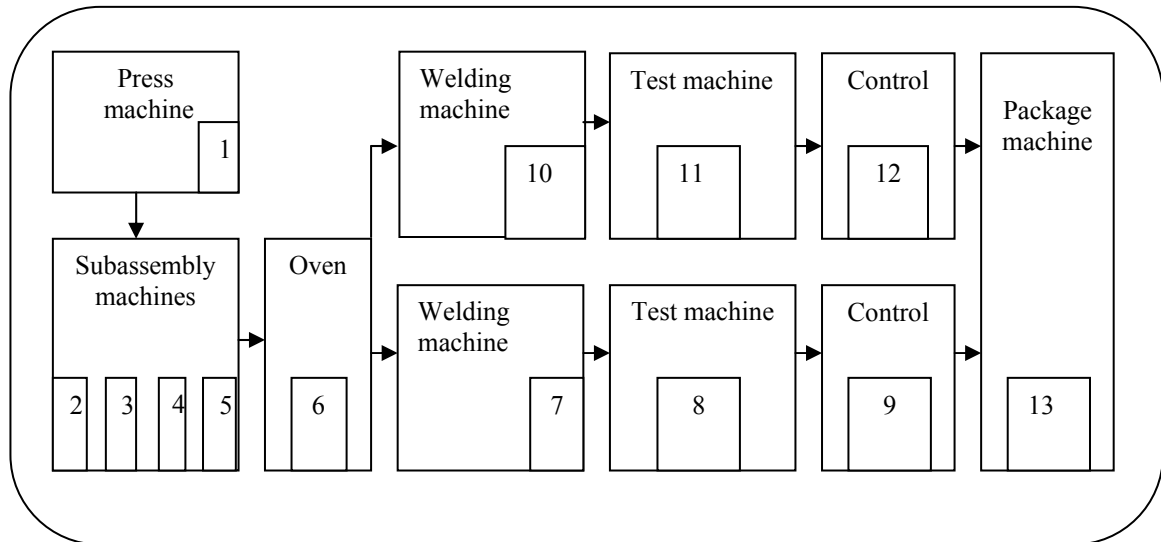 Press
machine
1
Subassembly
machines
2 3 4 5
Oven
6
Welding
machine
10
Test machine
11
Control
12
Welding
machine
7
Test machine
8
Control
9
Package
machine
13